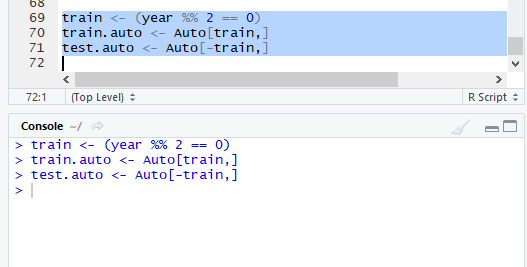 68
69 train <- (year %% 2 == 0)
70 train.auto <- Auto[train,]
71 test.auto <- Auto[-train,]
72
72:1 (Top Level) R Script
Console ~/
> train <- (year %% 2 == 0)
> train.auto <- Auto[train,]
> test.auto <- Auto[-train,]
>